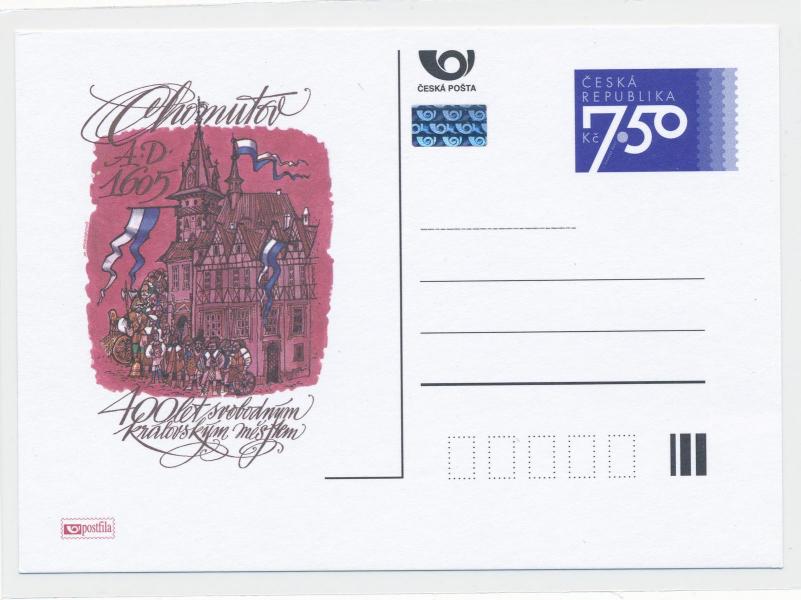 Chomutov
A.D.
1605
400 let svobodným
královským městem
postfila
ČESKÁ POŠTA
ČESKÁ
REPUBLIKA
Kč 7.50